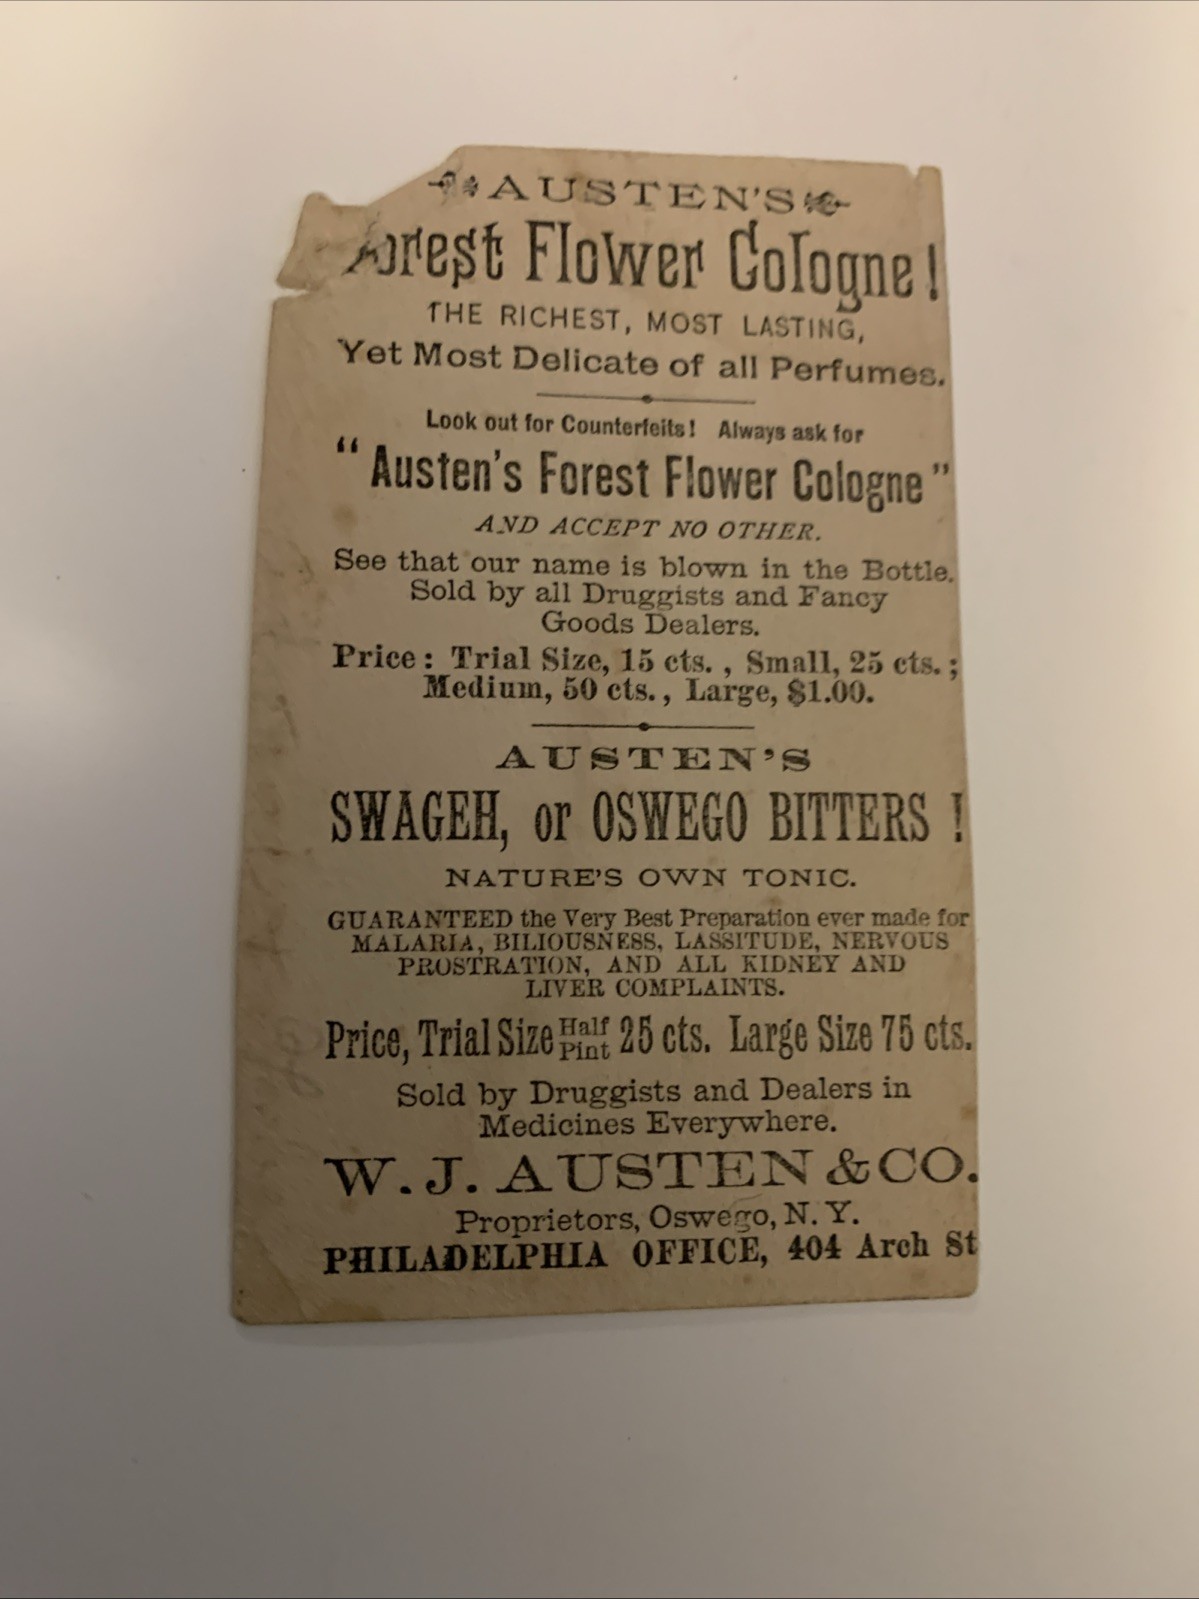 AUSTEN'S
Forest Flower Cologne!
THE RICHEST, MOST LASTING,
Yet Most Delicate of all Perfumes.
Look out for Counterfeits! Always ask for
"Austen's Forest Flower Cologne"
AND ACCEPT NO OTHER.
See that our name is blown in the Bottle.
Sold by all Druggists and Fancy
Goods Dealers.
Price: Trial Size, 15 cts., Small, 25 cts.;
Medium, 50 cts., Large, $1.00.
AUSTEN'S
SWAGEH, or OSWEGO BITTERS!
NATURE'S OWN TONIC.
GUARANTEED the Very Best Preparation ever made for
MALARIA, BILIOUSNESS, LASSITUDE, NERVOUS
PROSTRATION, AND ALL KIDNEY AND
LIVER COMPLAINTS.
Price, Trial Size Half Pint 25 cts. Large Size 75 cts.
Sold by Druggists and Dealers in
Medicines Everywhere.
W. J. AUSTEN & CO.
Proprietors, Oswego, N. Y.
PHILADELPHIA OFFICE, 404 Arch St